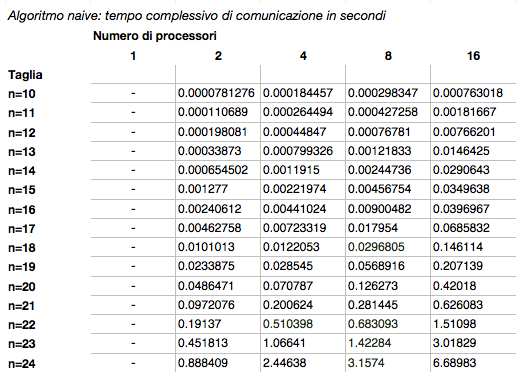 Algoritmo naive: tempo complessivo di comunicazione in secondi
Numero di processori
1 2 4 8 16
Taglia
n=10 - 0.0000781276 0.000184457 0.000298347 0.000763018
n=11 - 0.000110689 0.000264494 0.000427258 0.00181667
n=12 - 0.000198081 0.00044847 0.00076781 0.00766201
n=13 - 0.00033873 0.000799326 0.00121833 0.0146425
n=14 - 0.000654502 0.0011915 0.00244736 0.0290643
n=15 - 0.001277 0.00221974 0.00456754 0.0349638
n=16 - 0.00240612 0.00441024 0.00900482 0.0396967
n=17 - 0.00462758 0.00723319 0.017954 0.0685832
n=18 - 0.0101013 0.0122053 0.0296805 0.146114
n=19 - 0.0233875 0.028545 0.0568916 0.207139
n=20 - 0.0486471 0.070787 0.126273 0.42018
n=21 - 0.0972076 0.200624 0.281445 0.626083
n=22 - 0.19137 0.510398 0.683093 1.51098
n=23 - 0.451813 1.06641 1.42284 3.01829
n=24 - 0.888409 2.44638 3.1574 6.68983